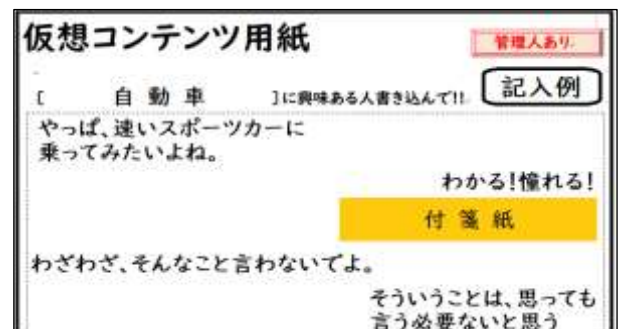 仮想コンテンツ用紙
管理人あり
記入例
[ 自動車 ]に興味ある人書き込んで!!
やっぱ、速いスポーツカーに
乗ってみたいよね。
わかる!憧れる!
付箋紙
わざわざ、そんなこと言わないでよ。
そういうことは、思っても
言う必要ないと思う